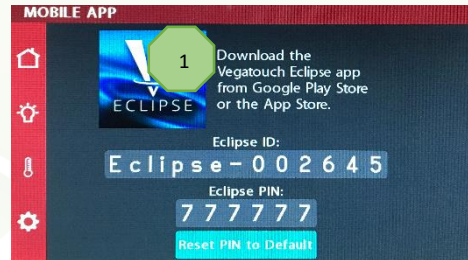 MOBILE APP
1
ECLIPSE
Download the
Vegatouch Eclipse app
from Google Play Store
or the App Store.
Eclipse ID:
Eclipse-002645
Eclipse PIN:
777777
Reset PIN to Default